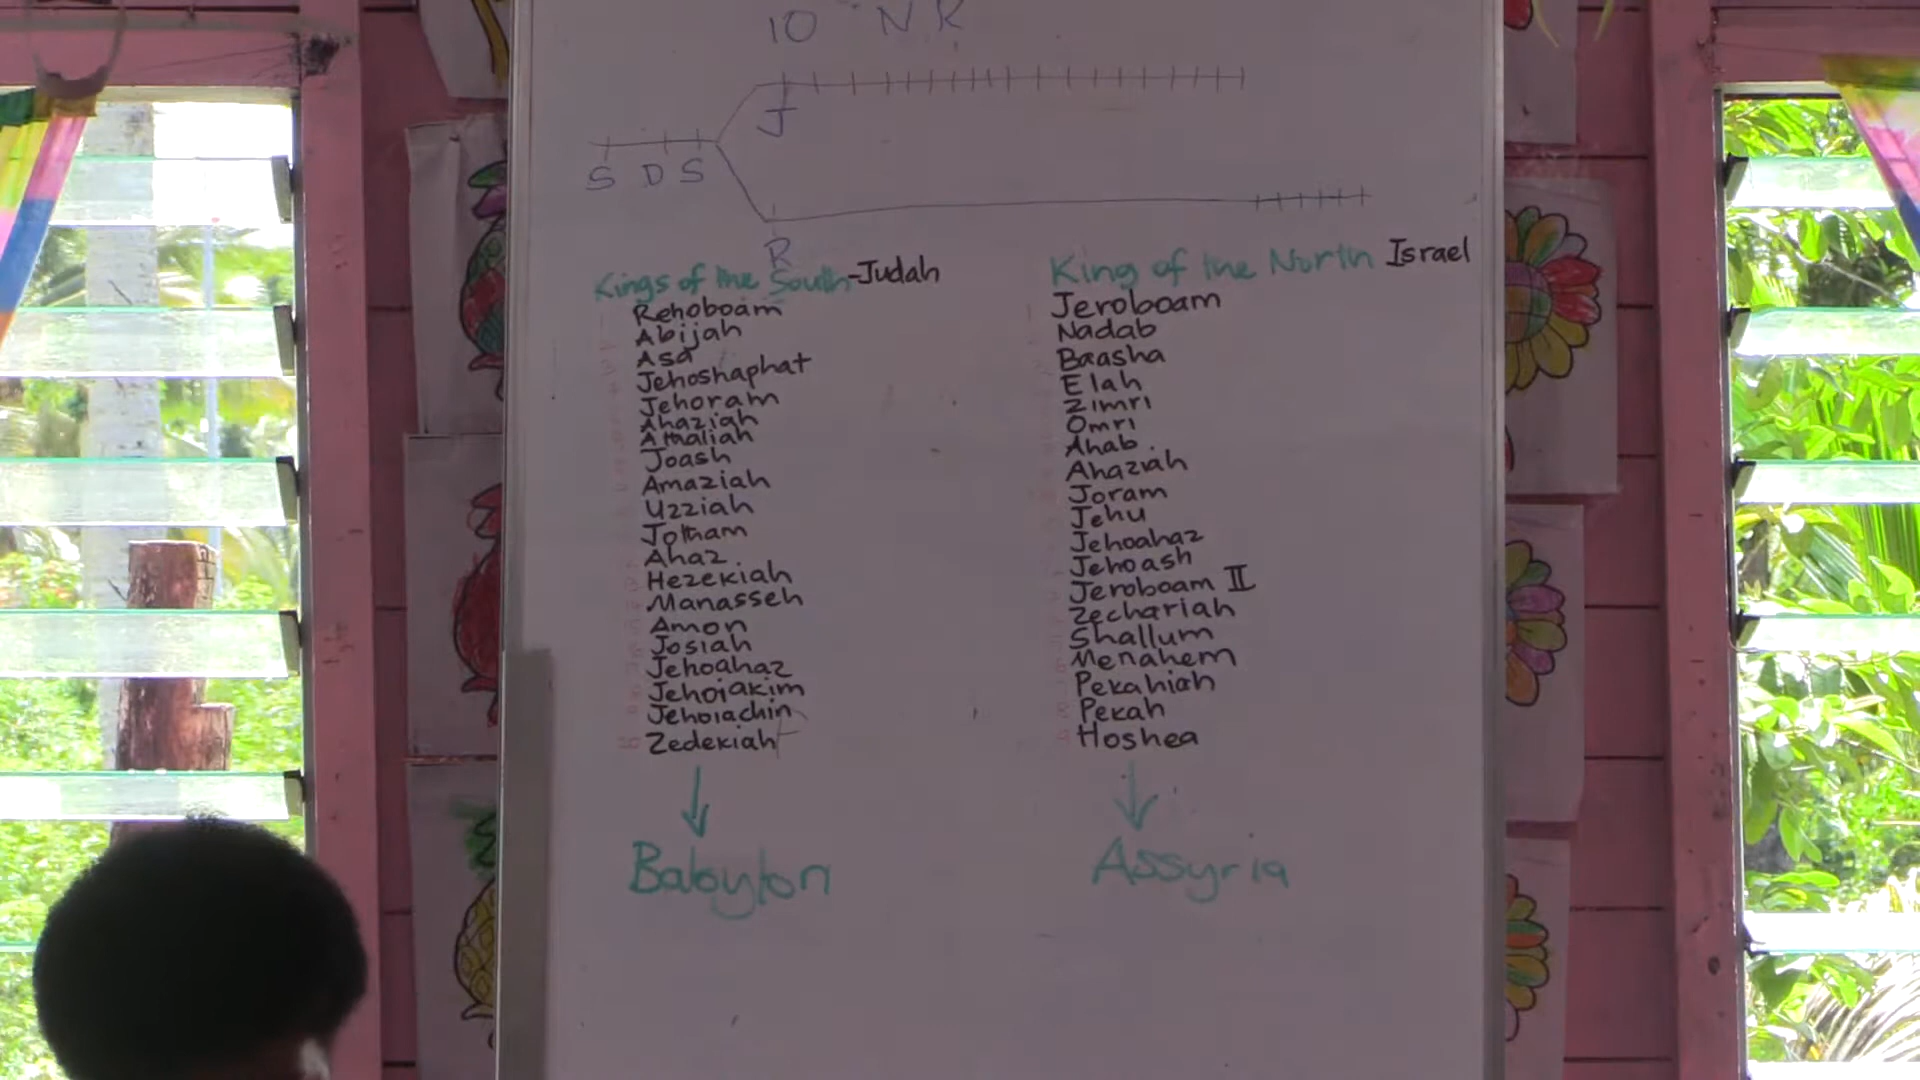 10 N.K.
J
S D S
R
Kings of the South-Judah
Rehoboam
Abijah
Asa
Jehoshaphat
Jehoram
Ahaziah
Athaliah
Joash
Amaziah
Uzziah
Jotham
Ahaz
Hezekiah
Manasseh
Amon
Josiah
Jehoahaz
Jehoiakim
Jehoiachin
Zedekiah
Babylon
King of the North Israel
Jeroboam
Nadab
Baasha
Elah
Zimri
Omri
Ahab
Ahaziah
Joram
Jehu
Jehoahaz
Jehoash
Jeroboam II
Zechariah
Shallum
Menahem
Pekahiah
Pekah
Hoshea
Assyria